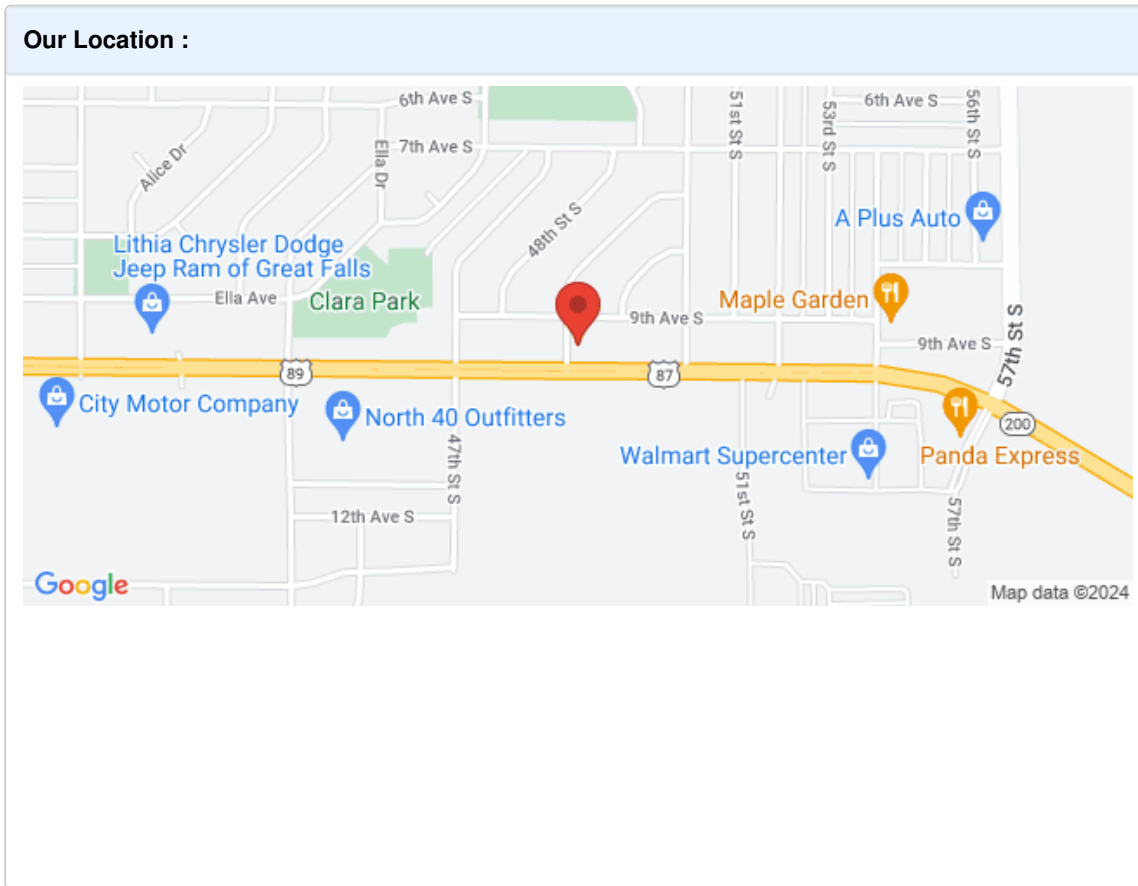 Our Location :
6th Ave S
6th Ave S
51st St S
53rd St S
56th St S
7th Ave S
Ella Dr
Alice Dr
48th St S
A Plus Auto
Lithia Chrysler Dodge
Jeep Ram of Great Falls
Ella Ave
Clara Park
Maple Garden
9th Ave S
9th Ave S
57th St S
89
87
City Motor Company
North 40 Outfitters
200
47th St S
Walmart Supercenter
Panda Express
51st St S
12th Ave S
57th St S
Google
Map data ©2024